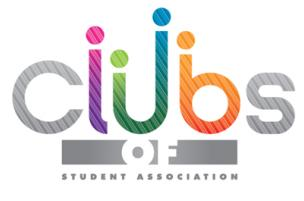 clubs
OF
STUDENT ASSOCIATION